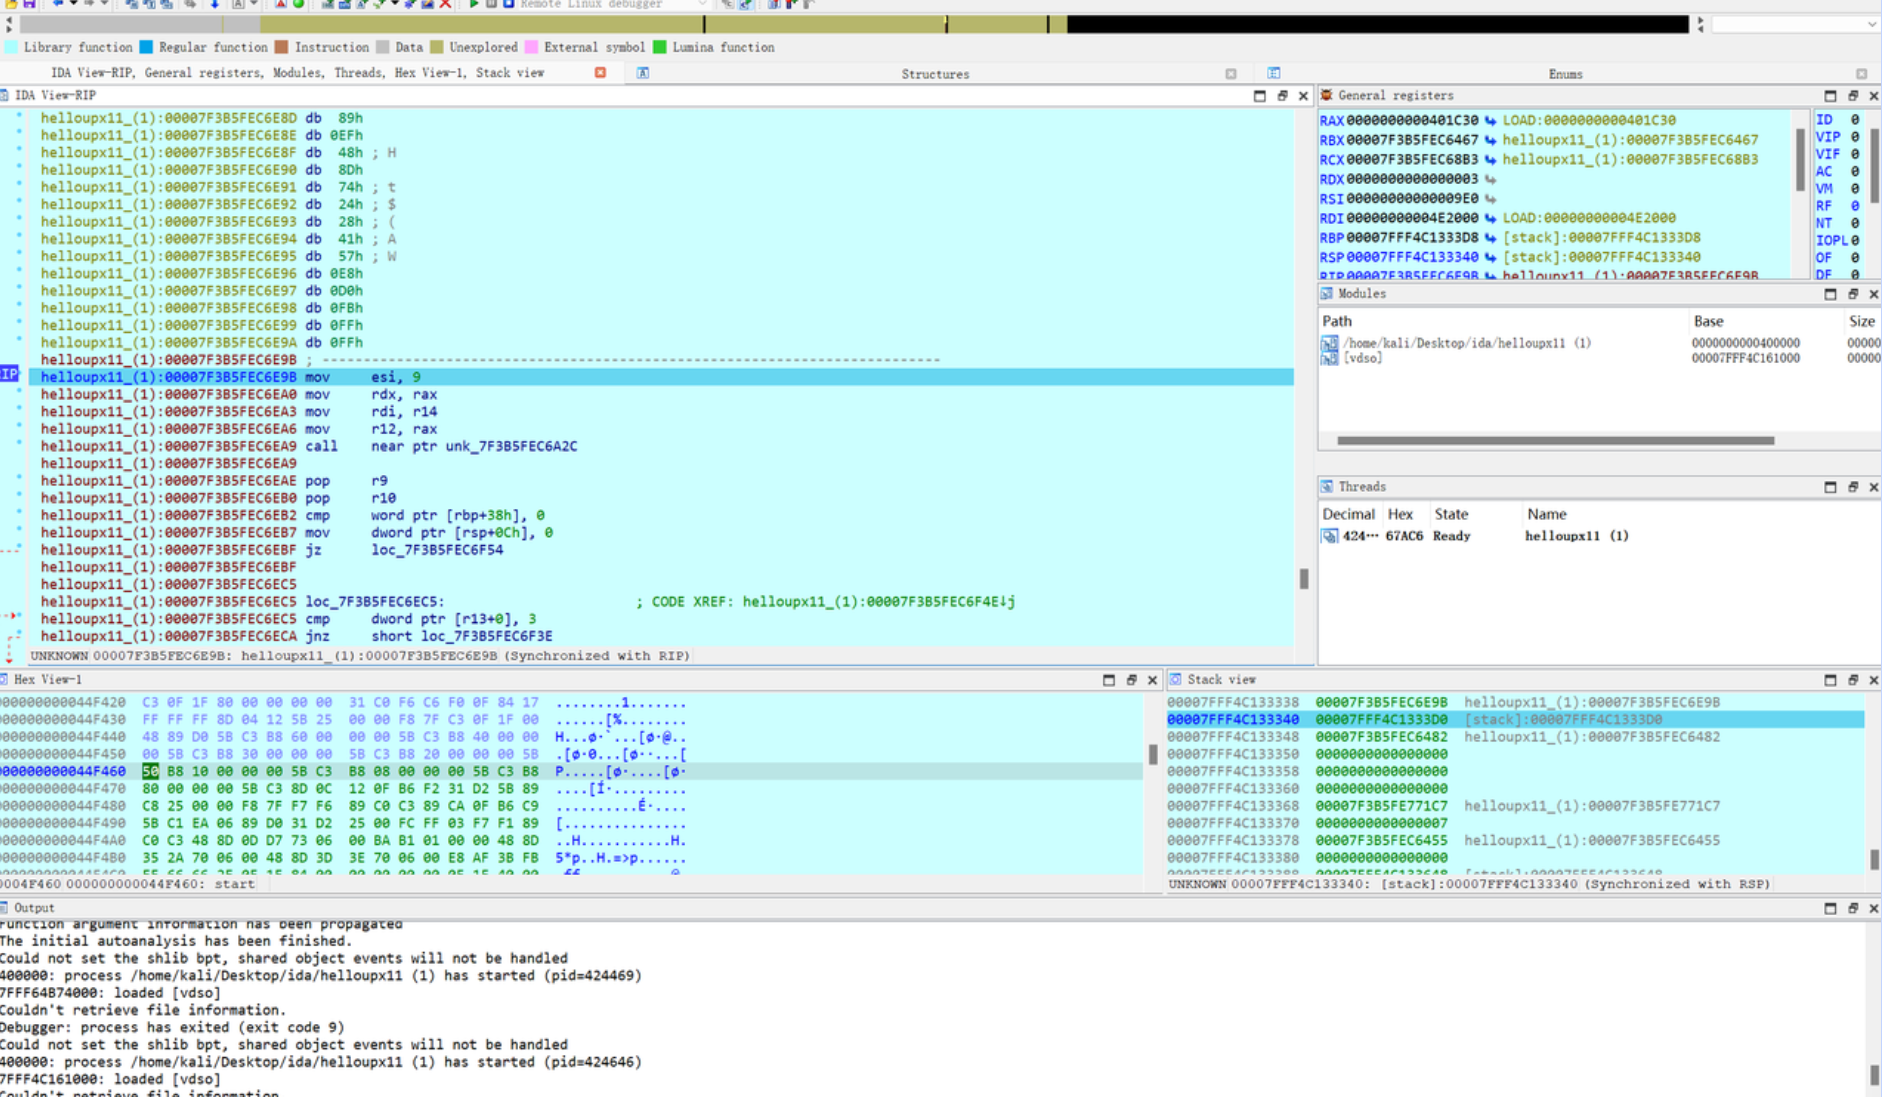 Remote Linux debugger
Library function Regular function Instruction Data Unexplored External symbol Lumina function
IDA View-RIP, General registers, Modules, Threads, Hex View-1, Stack view Structures Enums
IDA View-RIP
helloupx11_(1):00007F3B5FEC6E8D db 89h
helloupx11_(1):00007F3B5FEC6E8E db 0EFh
helloupx11_(1):00007F3B5FEC6E8F db 48h ; H
helloupx11_(1):00007F3B5FEC6E90 db 8Dh
helloupx11_(1):00007F3B5FEC6E91 db 74h ; t
helloupx11_(1):00007F3B5FEC6E92 db 24h ; $
helloupx11_(1):00007F3B5FEC6E93 db 28h ; (
helloupx11_(1):00007F3B5FEC6E94 db 41h ; A
helloupx11_(1):00007F3B5FEC6E95 db 57h ; W
helloupx11_(1):00007F3B5FEC6E96 db 0E8h
helloupx11_(1):00007F3B5FEC6E97 db 0D0h
helloupx11_(1):00007F3B5FEC6E98 db 0FBh
helloupx11_(1):00007F3B5FEC6E99 db 0FFh
helloupx11_(1):00007F3B5FEC6E9A db 0FFh
helloupx11_(1):00007F3B5FEC6E9B ; ---------------------------------------------------------------------------
RIP helloupx11_(1):00007F3B5FEC6E9B mov esi, 9
helloupx11_(1):00007F3B5FEC6EA0 mov rdx, rax
helloupx11_(1):00007F3B5FEC6EA3 mov rdi, r14
helloupx11_(1):00007F3B5FEC6EA6 mov r12, rax
helloupx11_(1):00007F3B5FEC6EA9 call near ptr unk_7F3B5FEC6A2C
helloupx11_(1):00007F3B5FEC6EA9
helloupx11_(1):00007F3B5FEC6EAE pop r9
helloupx11_(1):00007F3B5FEC6EB0 pop r10
helloupx11_(1):00007F3B5FEC6EB2 cmp word ptr [rbp+38h], 0
helloupx11_(1):00007F3B5FEC6EB7 mov dword ptr [rsp+0Ch], 0
helloupx11_(1):00007F3B5FEC6EBF jz loc_7F3B5FEC6F54
helloupx11_(1):00007F3B5FEC6EBF
helloupx11_(1):00007F3B5FEC6EC5
helloupx11_(1):00007F3B5FEC6EC5 loc_7F3B5FEC6EC5: ; CODE XREF: helloupx11_(1):00007F3B5FEC6F4E↓j
helloupx11_(1):00007F3B5FEC6EC5 cmp dword ptr [r13+0], 3
helloupx11_(1):00007F3B5FEC6ECA jnz short loc_7F3B5FEC6F3E
UNKNOWN 00007F3B5FEC6E9B: helloupx11_(1):00007F3B5FEC6E9B (Synchronized with RIP)
General registers
RAX 0000000000401C30 LOAD:0000000000401C30
RBX 00007F3B5FEC6467 helloupx11_(1):00007F3B5FEC6467
RCX 00007F3B5FEC68B3 helloupx11_(1):00007F3B5FEC68B3
RDX 0000000000000003
RSI 00000000000009E0
RDI 00000000004E2000 LOAD:00000000004E2000
RBP 00007FFF4C1333D8 [stack]:00007FFF4C1333D8
RSP 00007FFF4C133340 [stack]:00007FFF4C133340
RIP 00007F3B5FEC6E9B helloupx11_(1):00007F3B5FEC6E9B
ID 0
VIP 0
VIF 0
AC 0
VM 0
RF 0
NT 0
IOPL 0
OF 0
DF 0
Modules
Path Base Size
/home/kali/Desktop/ida/helloupx11 (1) 0000000000400000 00000
[vdso] 00007FFF4C161000 00000
Threads
Decimal Hex State Name
424… 67AC6 Ready helloupx11 (1)
Hex View-1
000000000044F420 C3 0F 1F 80 00 00 00 00 31 C0 F6 C6 F0 0F 84 17 ........1.......
000000000044F430 FF FF FF 8D 04 12 5B 25 00 00 F8 7F C3 0F 1F 00 ......[%........
000000000044F440 48 89 D0 5B C3 B8 60 00 00 00 5B C3 B8 40 00 00 H..[ø·`...[ø·@..
000000000044F450 00 5B C3 B8 30 00 00 00 5B C3 B8 20 00 00 00 5B .[ø·0...[ø·...[
000000000044F460 50 B8 10 00 00 00 5B C3 B8 08 00 00 00 5B C3 B8 P.....[ø·....[ø·
000000000044F470 80 00 00 00 5B C3 8D 0C 12 0F B6 F2 31 D2 5B 89
000000000044F480 C8 25 00 00 F8 7F F7 F6 89 C0 C3 89 CA 0F B6 C9
000000000044F490 5B C1 EA 06 89 D0 31 D2 25 00 FC FF 03 F7 F1 89 [...............
000000000044F4A0 C0 C3 48 8D 0D D7 73 06 00 BA B1 01 00 00 48 8D ..H...........H.
000000000044F4B0 35 2A 70 06 00 48 8D 3D 3E 70 06 00 E8 AF 3B FB 5*p..H.=>p......
0004F460 000000000044F460: start
Stack view
00007FFF4C133338 00007F3B5FEC6E9B helloupx11_(1):00007F3B5FEC6E9B
00007FFF4C133340 00007FFF4C1333D0 [stack]:00007FFF4C1333D0
00007FFF4C133348 00007F3B5FEC6482 helloupx11_(1):00007F3B5FEC6482
00007FFF4C133350 0000000000000000
00007FFF4C133358 0000000000000000
00007FFF4C133360 0000000000000000
00007FFF4C133368 00007F3B5FE771C7 helloupx11_(1):00007F3B5FE771C7
00007FFF4C133370 0000000000000007
00007FFF4C133378 00007F3B5FEC6455 helloupx11_(1):00007F3B5FEC6455
00007FFF4C133380 0000000000000000
UNKNOWN 00007FFF4C133340: [stack]:00007FFF4C133340 (Synchronized with RSP)
Output
Function argument information has been propagated
The initial autoanalysis has been finished.
Could not set the shlib bpt, shared object events will not be handled
400000: process /home/kali/Desktop/ida/helloupx11 (1) has started (pid=424469)
7FFF64B74000: loaded [vdso]
Couldn't retrieve file information.
Debugger: process has exited (exit code 9)
Could not set the shlib bpt, shared object events will not be handled
400000: process /home/kali/Desktop/ida/helloupx11 (1) has started (pid=424646)
7FFF4C161000: loaded [vdso]
Couldn't retrieve file information.